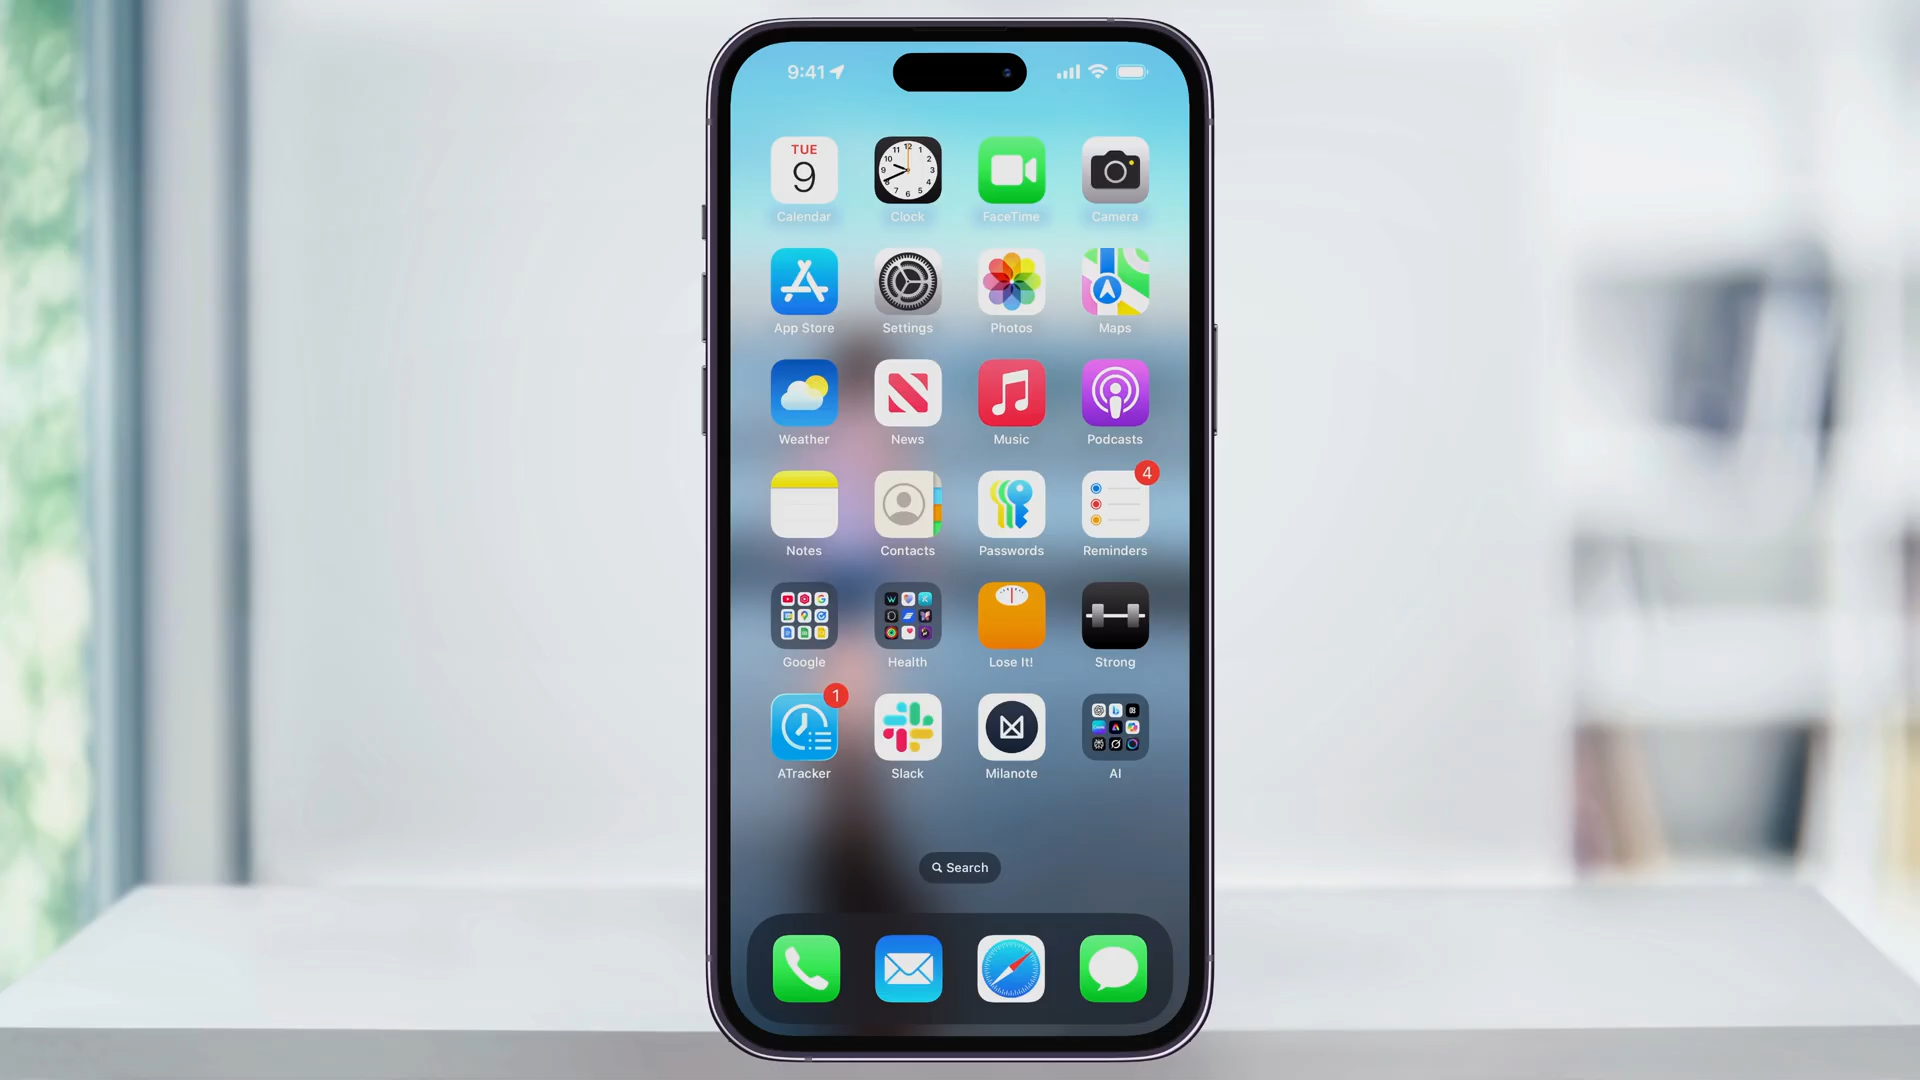 9:41
TUE
9
Calendar Clock FaceTime Camera
App Store Settings Photos Maps
Weather News Music Podcasts
4
Notes Contacts Passwords Reminders
Google Health Lose It! Strong
1
ATracker Slack Milanote AI
Search